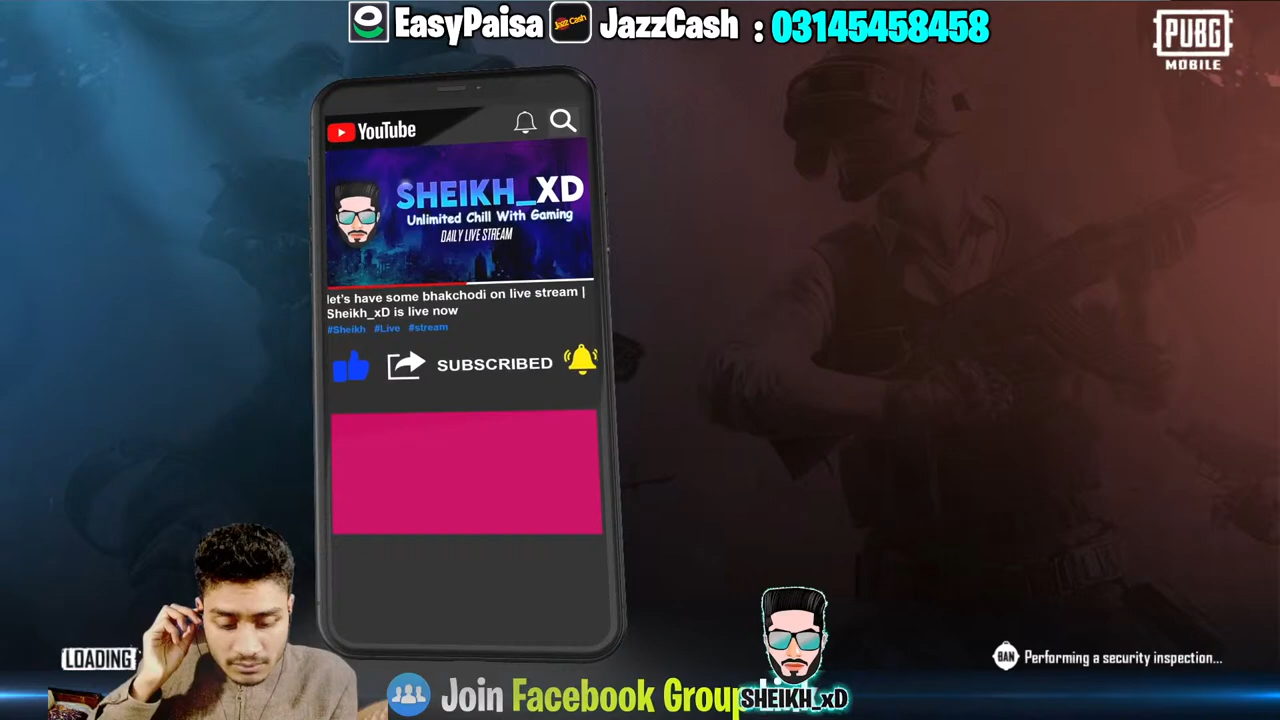 EasyPaisa JazzCash : 03145458458
PUBG
MOBILE
YouTube
SHEIKH_XD
Unlimited Chill With Gaming
DAILY LIVE STREAM
let's have some bhakchodi on live stream |
Sheikh_xD is live now
#Sheikh #Live #stream
SUBSCRIBED
LOADING
BAN Performing a security inspection...
Join Facebook Group
SHEIKH_xD